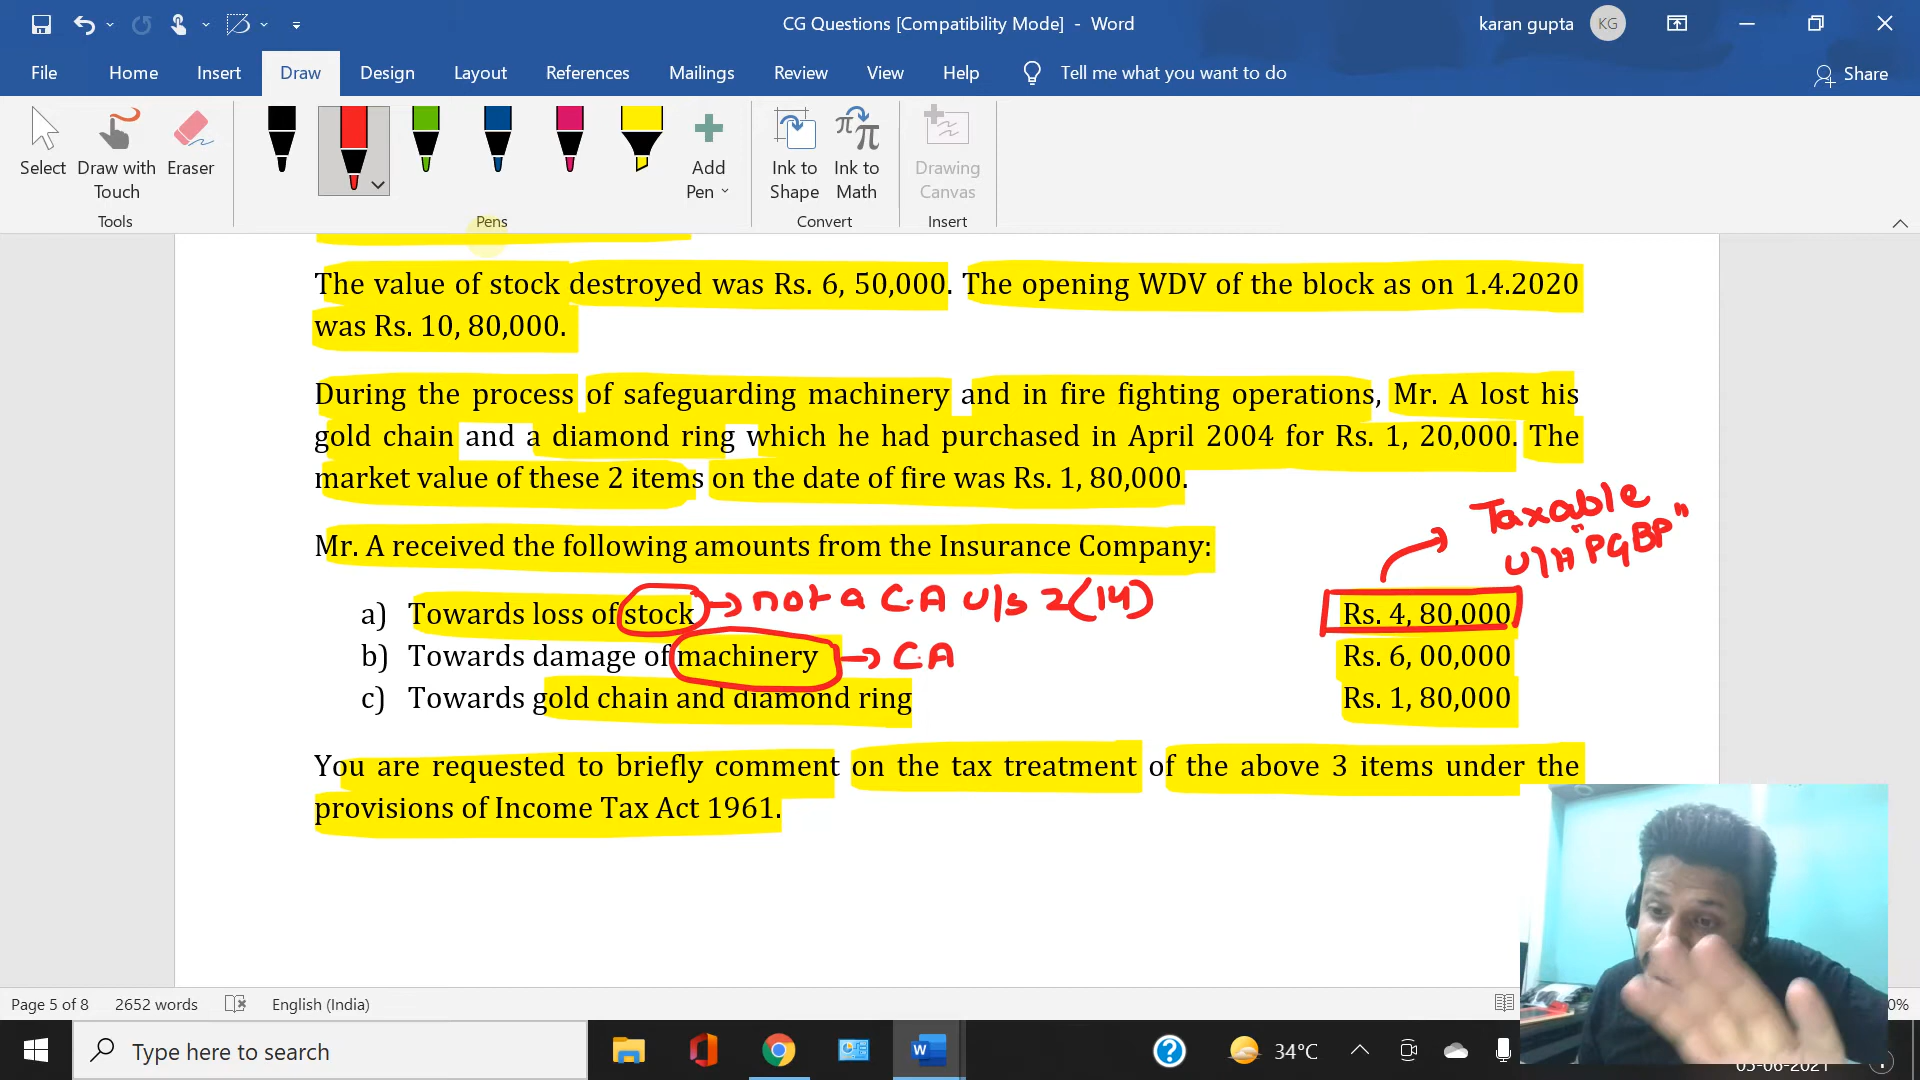 CG Questions [Compatibility Mode] - Word
karan gupta
KG
File Home Insert Draw Design Layout References Mailings Review View Help Tell me what you want to do Share
Select
Draw with Touch
Eraser
Add Pen
Ink to Shape
Ink to Math
Drawing Canvas
Tools
Pens
Convert
Insert
The value of stock destroyed was Rs. 6, 50,000. The opening WDV of the block as on 1.4.2020
was Rs. 10, 80,000.
During the process of safeguarding machinery and in fire fighting operations, Mr. A lost his
gold chain and a diamond ring which he had purchased in April 2004 for Rs. 1, 20,000. The
market value of these 2 items on the date of fire was Rs. 1, 80,000.
Taxable
U/H "PGBP"
Mr. A received the following amounts from the Insurance Company:
a) Towards loss of stock → not a C.A u/s 2(14) Rs. 4, 80,000
b) Towards damage of machinery → C.A Rs. 6, 00,000
c) Towards gold chain and diamond ring Rs. 1, 80,000
You are requested to briefly comment on the tax treatment of the above 3 items under the
provisions of Income Tax Act 1961.
Page 5 of 8 2652 words English (India)
Type here to search
34°C